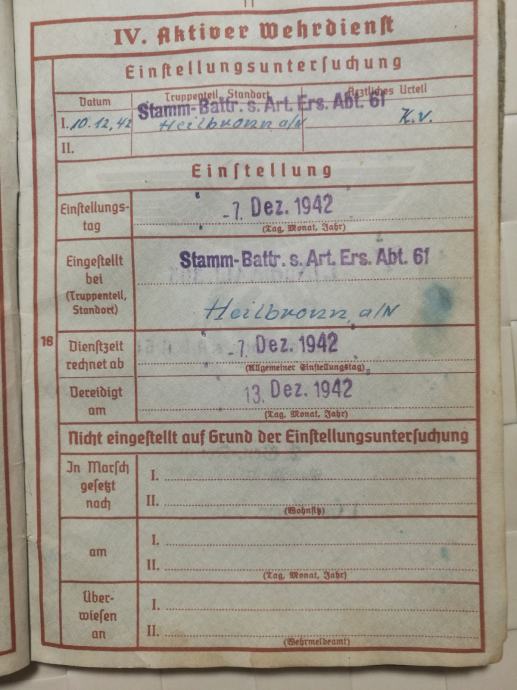 IV. Aktiver Wehrdienst
Einstellungsuntersuchung
Datum Truppenteil, Standort Ärztliches Urteil
Stamm-Battr. s. Art. Ers. Abt. 61
I. 10.12.42 Heilbronn a/N K.v.
II.
Einstellung
Einstellungs-
tag
-7. Dez. 1942
(Tag, Monat, Jahr)
Eingestellt
bei
(Truppenteil,
Standort)
Stamm-Battr. s. Art. Ers. Abt. 61
Heilbronn, a/N
16
Dienstzeit
rechnet ab
-7. Dez. 1942
(Allgemeiner Einstellungstag)
Vereidigt
am
13. Dez. 1942
(Tag, Monat, Jahr)
Nicht eingestellt auf Grund der Einstellungsuntersuchung
In Marsch
gesetzt
nach
I.
II.
(Wohnsitz)
am
I.
II.
(Tag, Monat, Jahr)
Über-
wiesen
an
I.
II.
(Wehrmeldeamt)